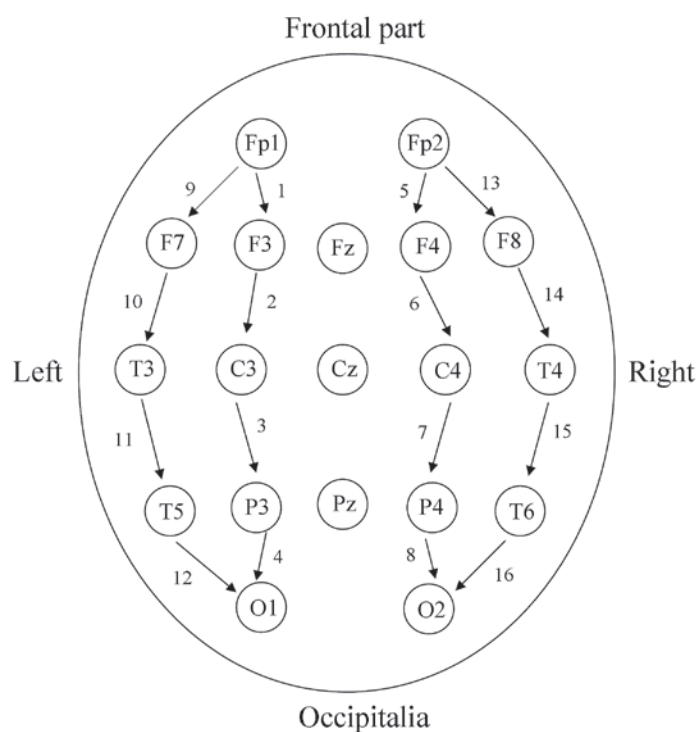 Frontal part
Fp1 Fp2
9 1 5 13
F7 F3 Fz F4 F8
10 2 6 14
Left T3 C3 Cz C4 T4 Right
11 3 7 15
T5 P3 Pz P4 T6
12 4 8 16
O1 O2
Occipitalia